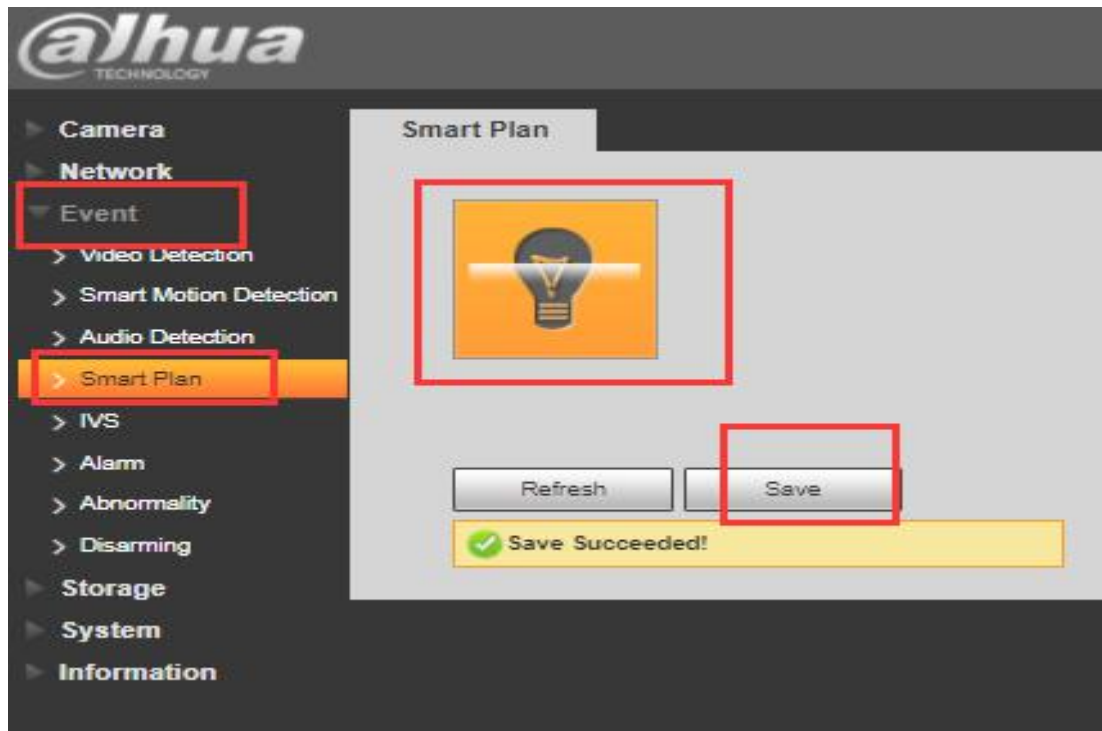 alhua
TECHNOLOGY
Camera
Network
Event
Video Detection
Smart Motion Detection
Audio Detection
Smart Plan
IVS
Alarm
Abnormality
Disarming
Storage
System
Information
Smart Plan
Refresh
Save
Save Succeeded!